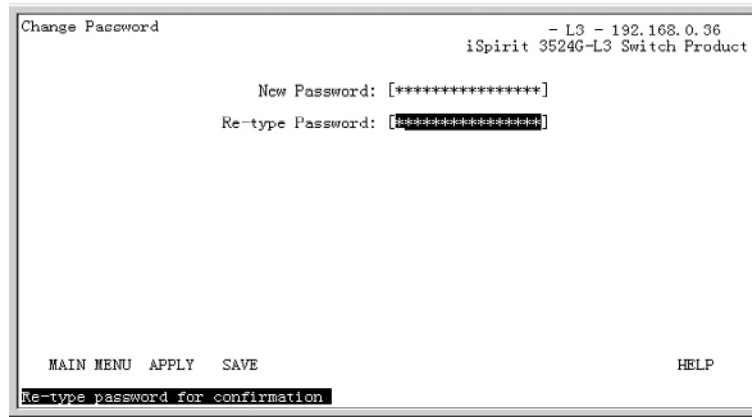 Change Password
- L3 - 192.168.0.36
iSpirit 3524G-L3 Switch Product
New Password: [****************]
Re-type Password: [****************]
MAIN MENU APPLY SAVE HELP
Re-type password for confirmation